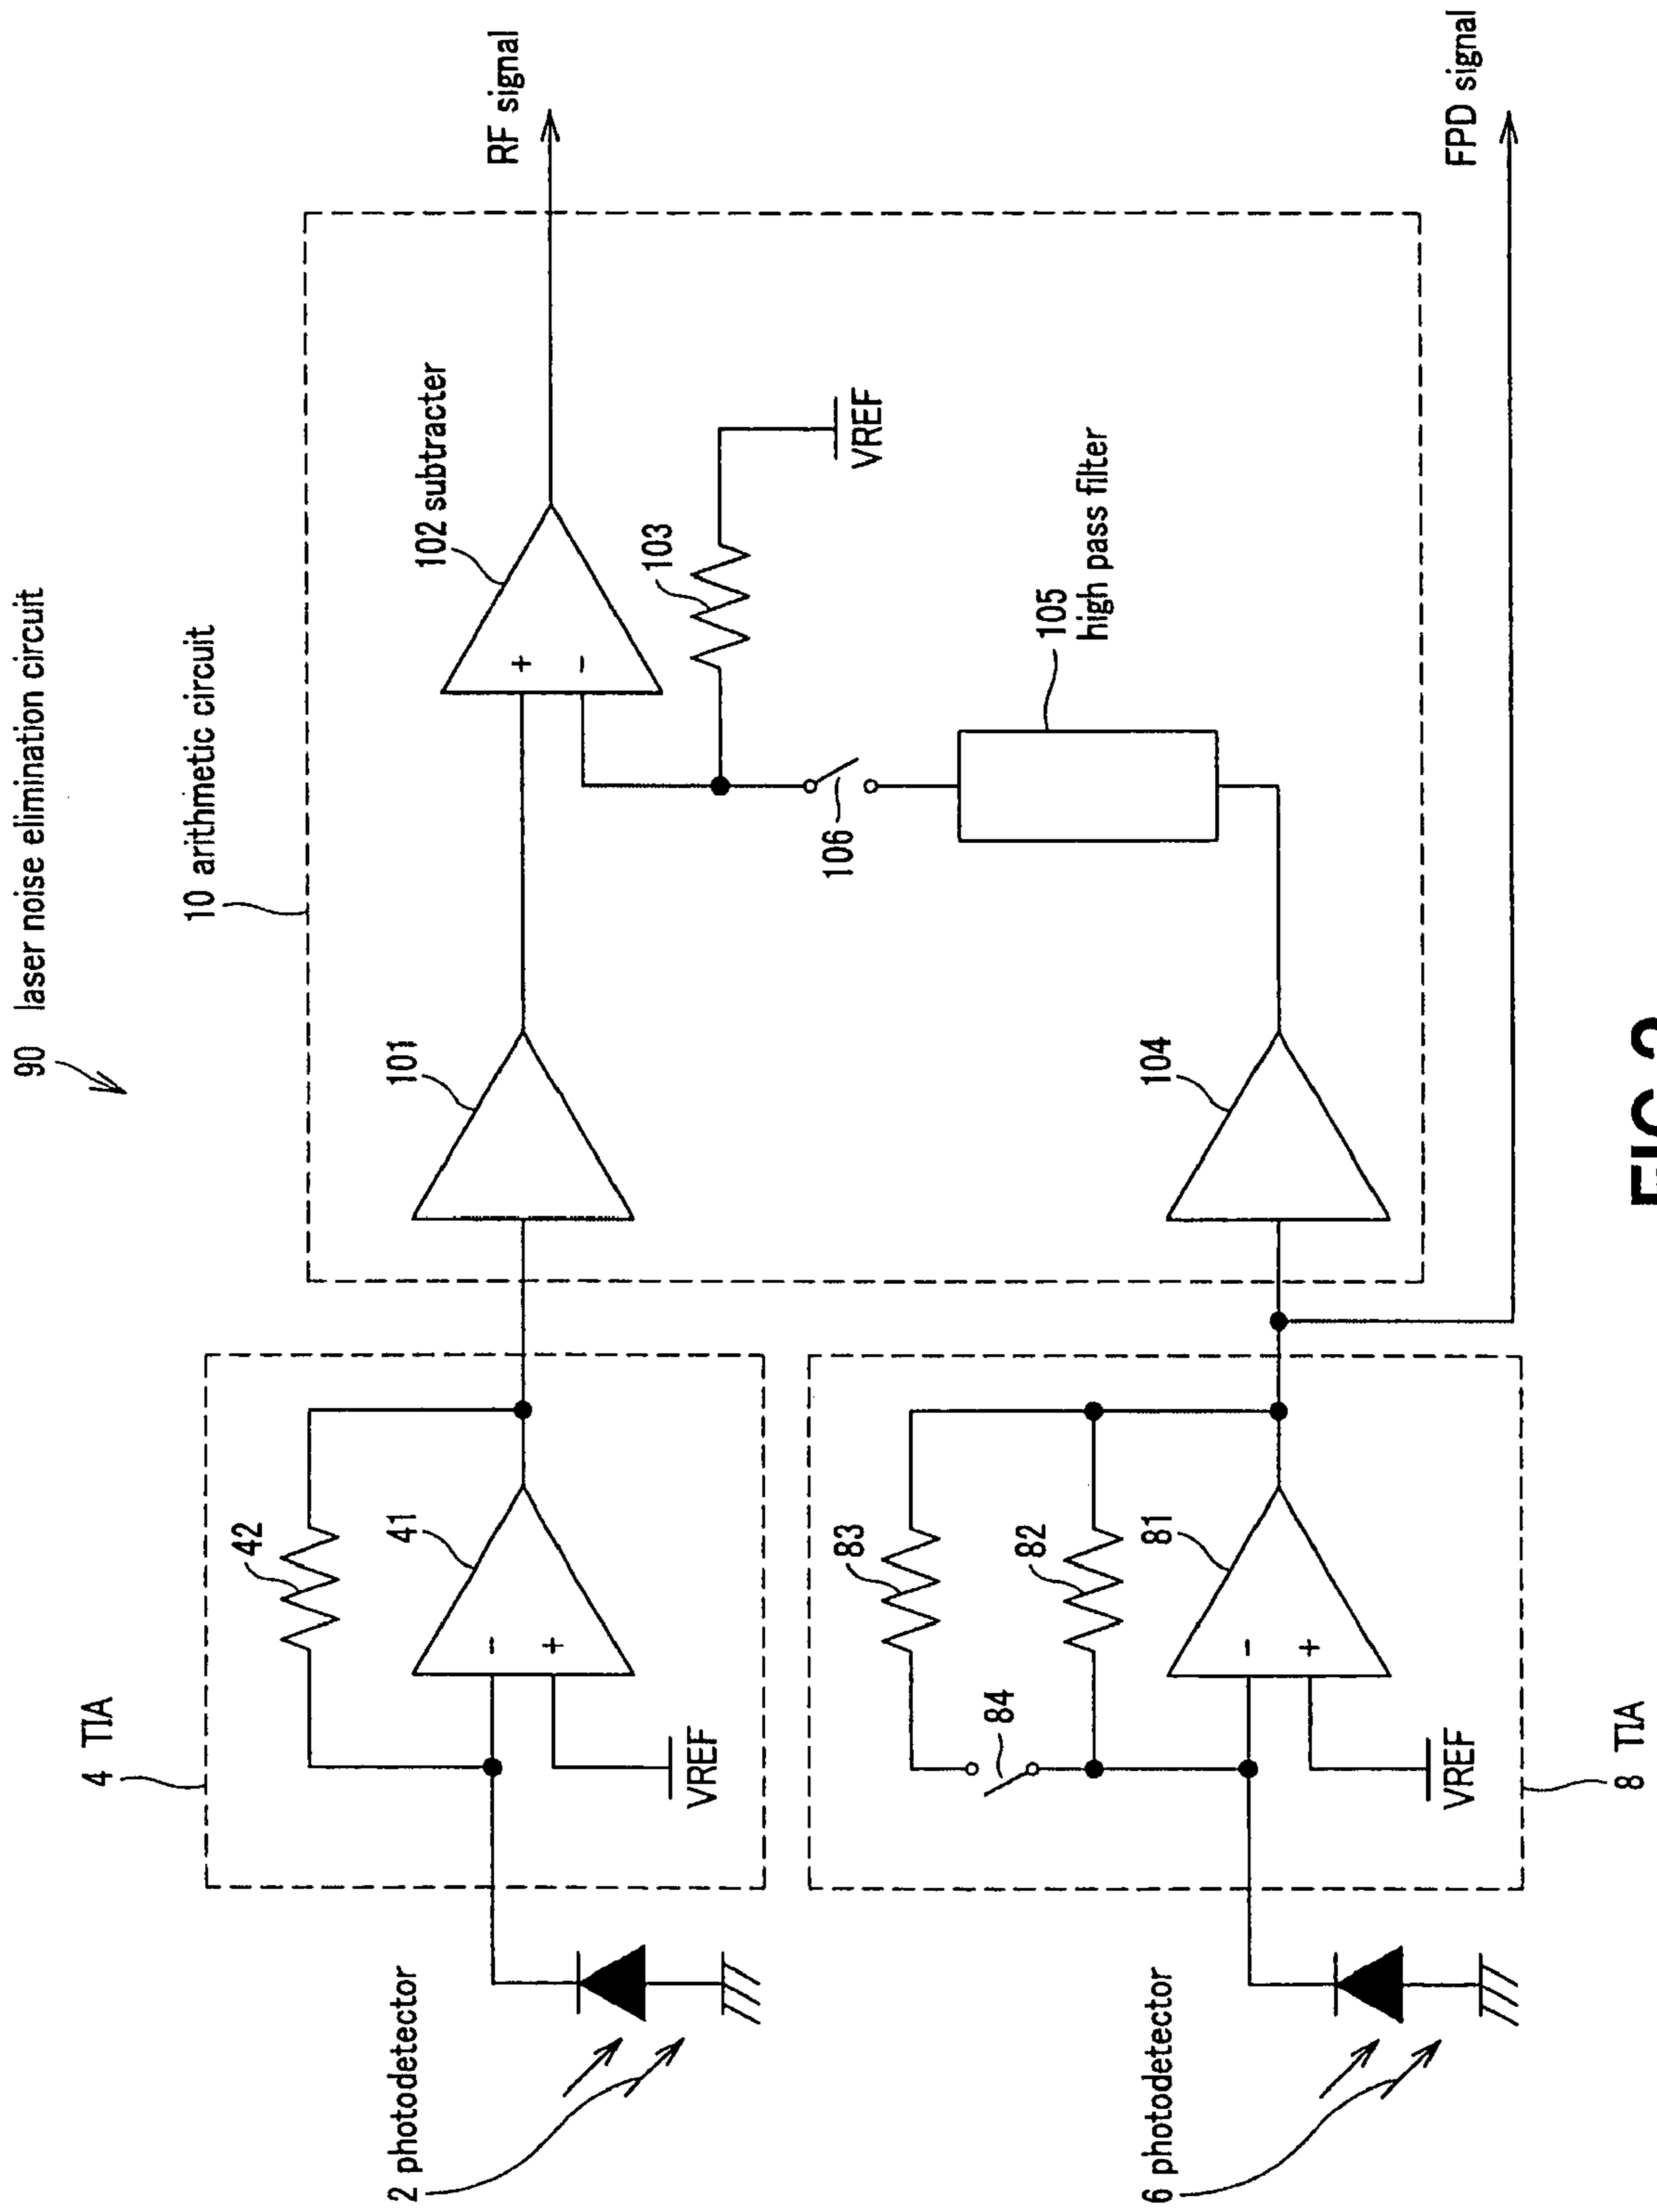 90 laser noise elimination circuit
10 arithmetic circuit
RF signal
102 subtracter
+
-
103
VREF
101
106
105
high pass filter
104
FPD signal
4 TIA
42
41
-
+
VREF
2 photodetector
83
82
84
81
-
+
VREF
8 TIA
6 photodetector